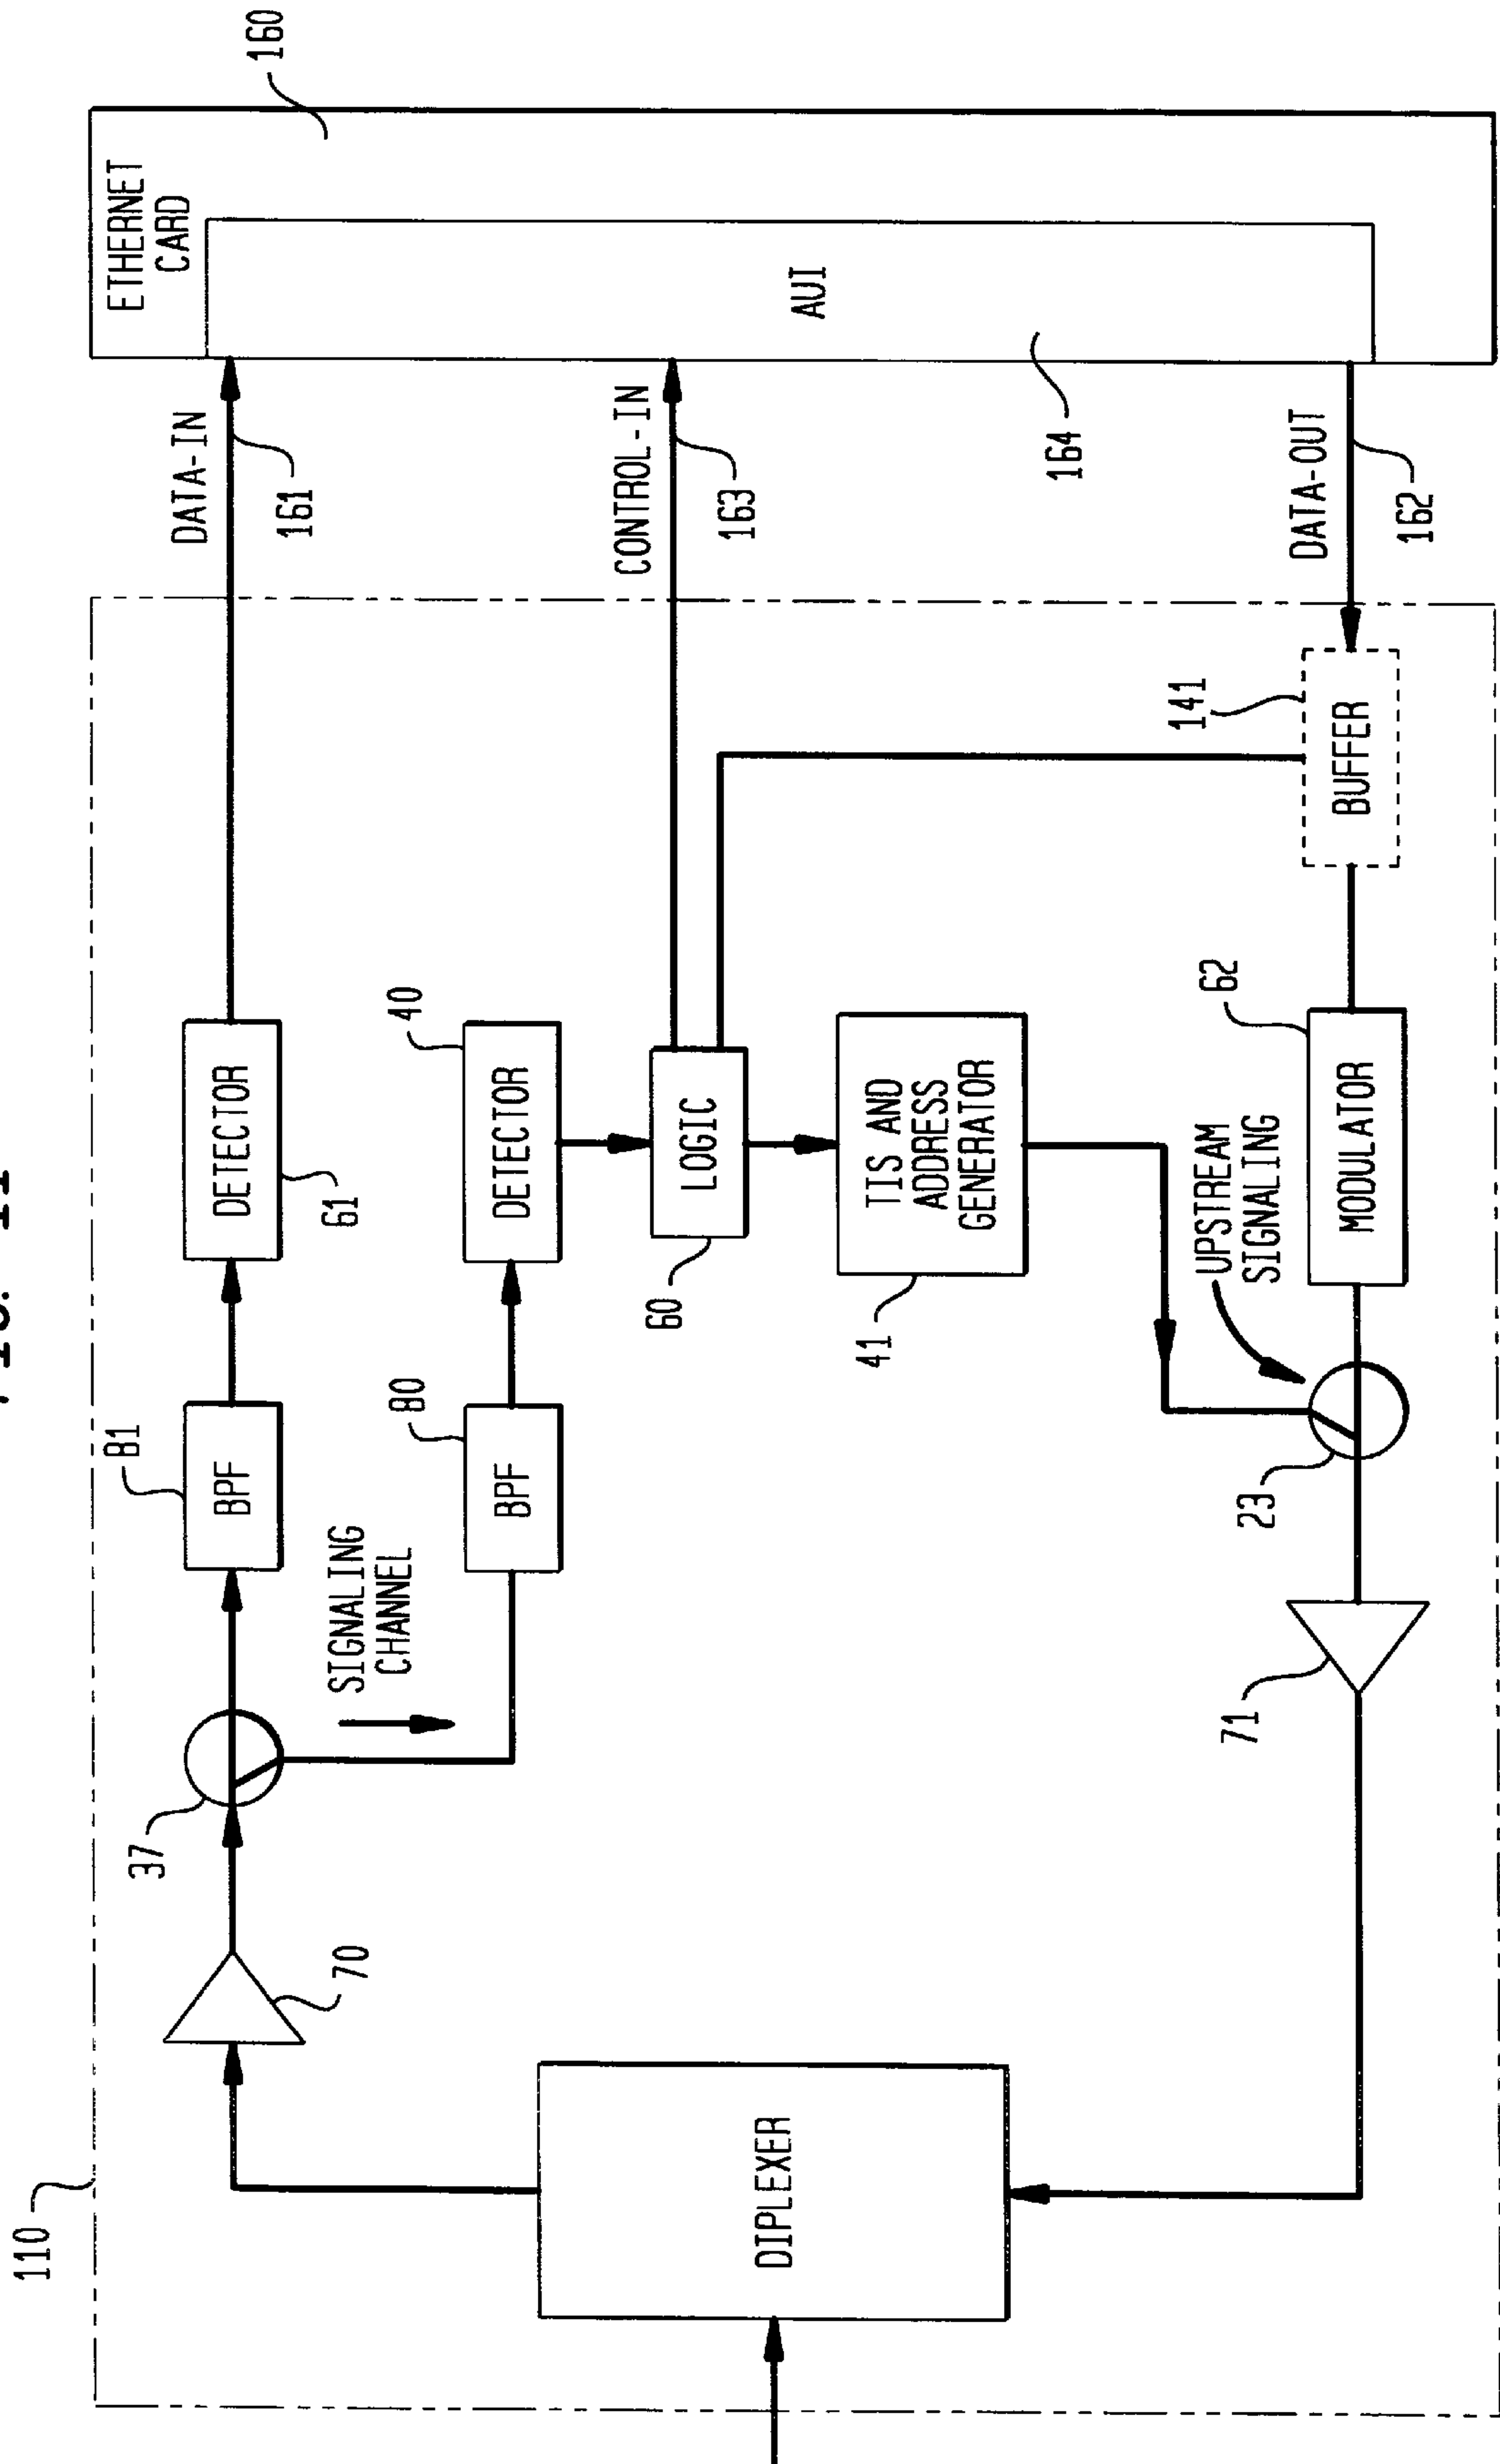 110
37
70
BPF
81
DETECTOR
61
DATA-IN
161
ETHERNET
CARD
160
SIGNALING
CHANNEL
BPF
80
DETECTOR
40
LOGIC
60
CONTROL-IN
163
AUI
164
DIPLEXER
TIS AND
ADDRESS
GENERATOR
41
UPSTREAM
SIGNALING
71
23
MODULATOR
62
BUFFER
141
DATA-OUT
162